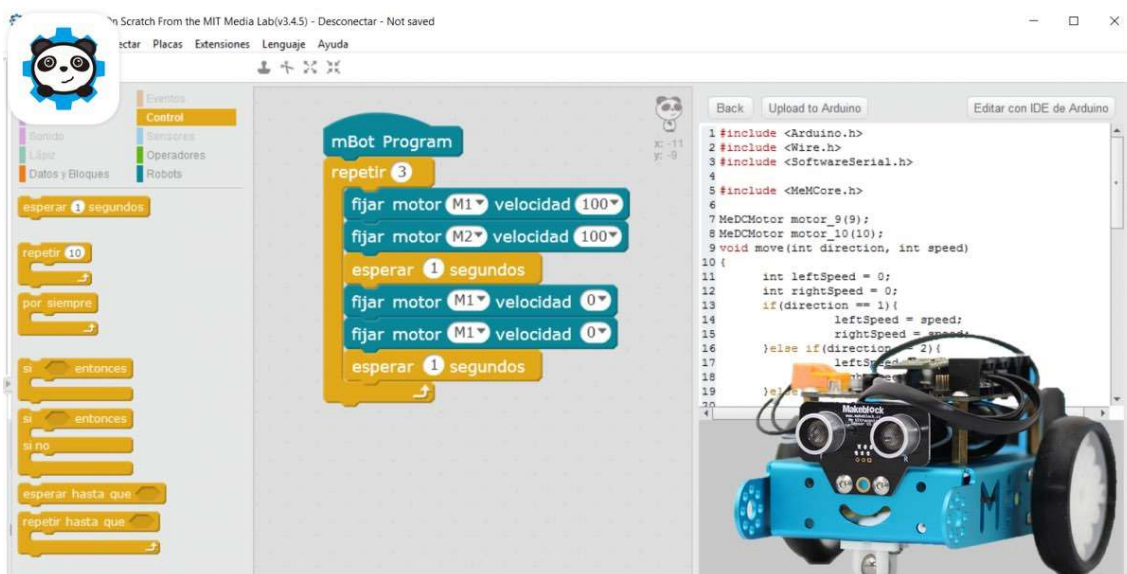 n Scratch From the MIT Media Lab(v3.4.5) - Desconectar - Not saved
ectar Placas Extensiones Lenguaje Ayuda
Eventos
Control
Sonido Sensores
Lápiz Operadores
Datos y Bloques Robots
esperar 1 segundos
repetir 10
por siempre
si entonces
si entonces
si no
esperar hasta que
repetir hasta que
mBot Program
repetir 3
fijar motor M1 velocidad 100
fijar motor M2 velocidad 100
esperar 1 segundos
fijar motor M1 velocidad 0
fijar motor M1 velocidad 0
esperar 1 segundos
x: -11
y: -9
Back Upload to Arduino Editar con IDE de Arduino
1 #include <Arduino.h>
2 #include <Wire.h>
3 #include <SoftwareSerial.h>
4
5 #include <MeMCore.h>
6
7 MeDCMotor motor_9(9);
8 MeDCMotor motor_10(10);
9 void move(int direction, int speed)
10 {
11 int leftSpeed = 0;
12 int rightSpeed = 0;
13 if(direction == 1){
14 leftSpeed = speed;
15 rightSpeed = speed;
16 }else if(direction = 2){
17 leftSpeed
18
19 }else
20
Makeblock